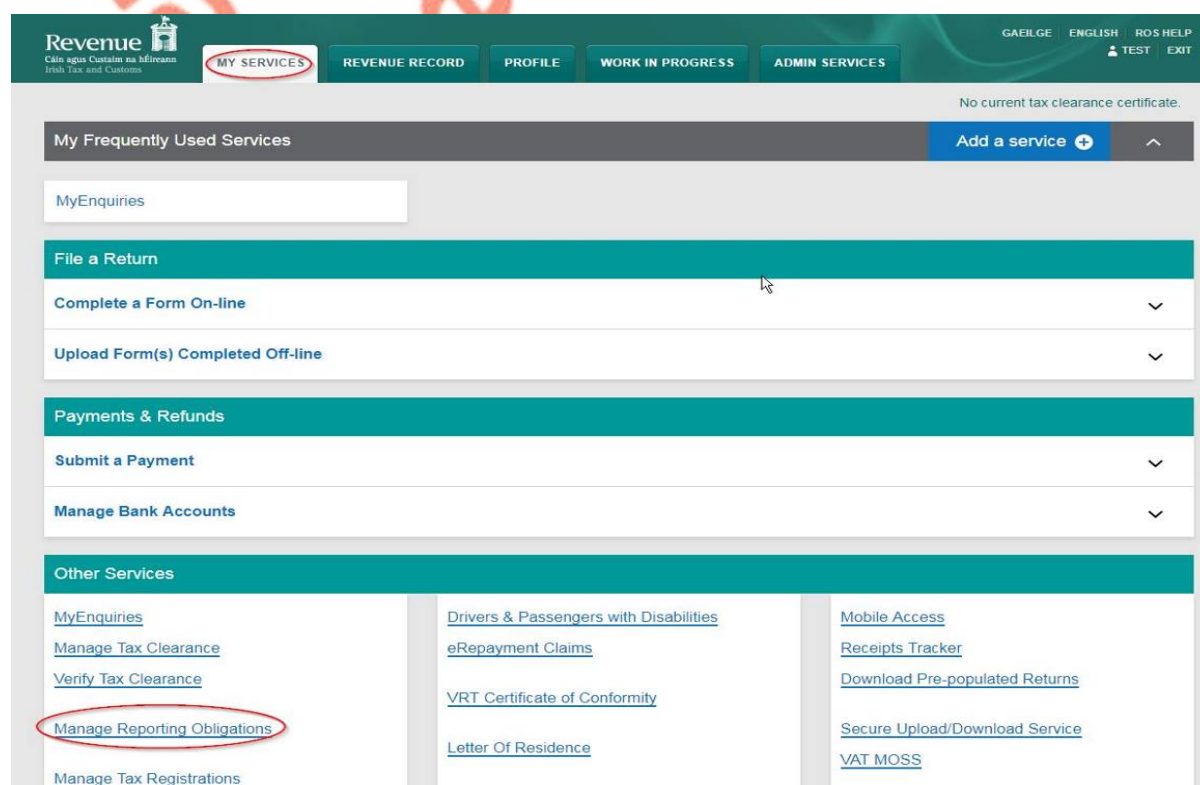 Revenue
Cáin agus Custaim na hÉireann
Irish Tax and Customs
MY SERVICES
REVENUE RECORD
PROFILE
WORK IN PROGRESS
ADMIN SERVICES
GAEILGE ENGLISH ROS HELP
TEST EXIT
No current tax clearance certificate.
My Frequently Used Services
Add a service
MyEnquiries
File a Return
Complete a Form On-line
Upload Form(s) Completed Off-line
Payments & Refunds
Submit a Payment
Manage Bank Accounts
Other Services
MyEnquiries
Manage Tax Clearance
Verify Tax Clearance
Manage Reporting Obligations
Manage Tax Registrations
Drivers & Passengers with Disabilities
eRepayment Claims
VRT Certificate of Conformity
Letter Of Residence
Mobile Access
Receipts Tracker
Download Pre-populated Returns
Secure Upload/Download Service
VAT MOSS